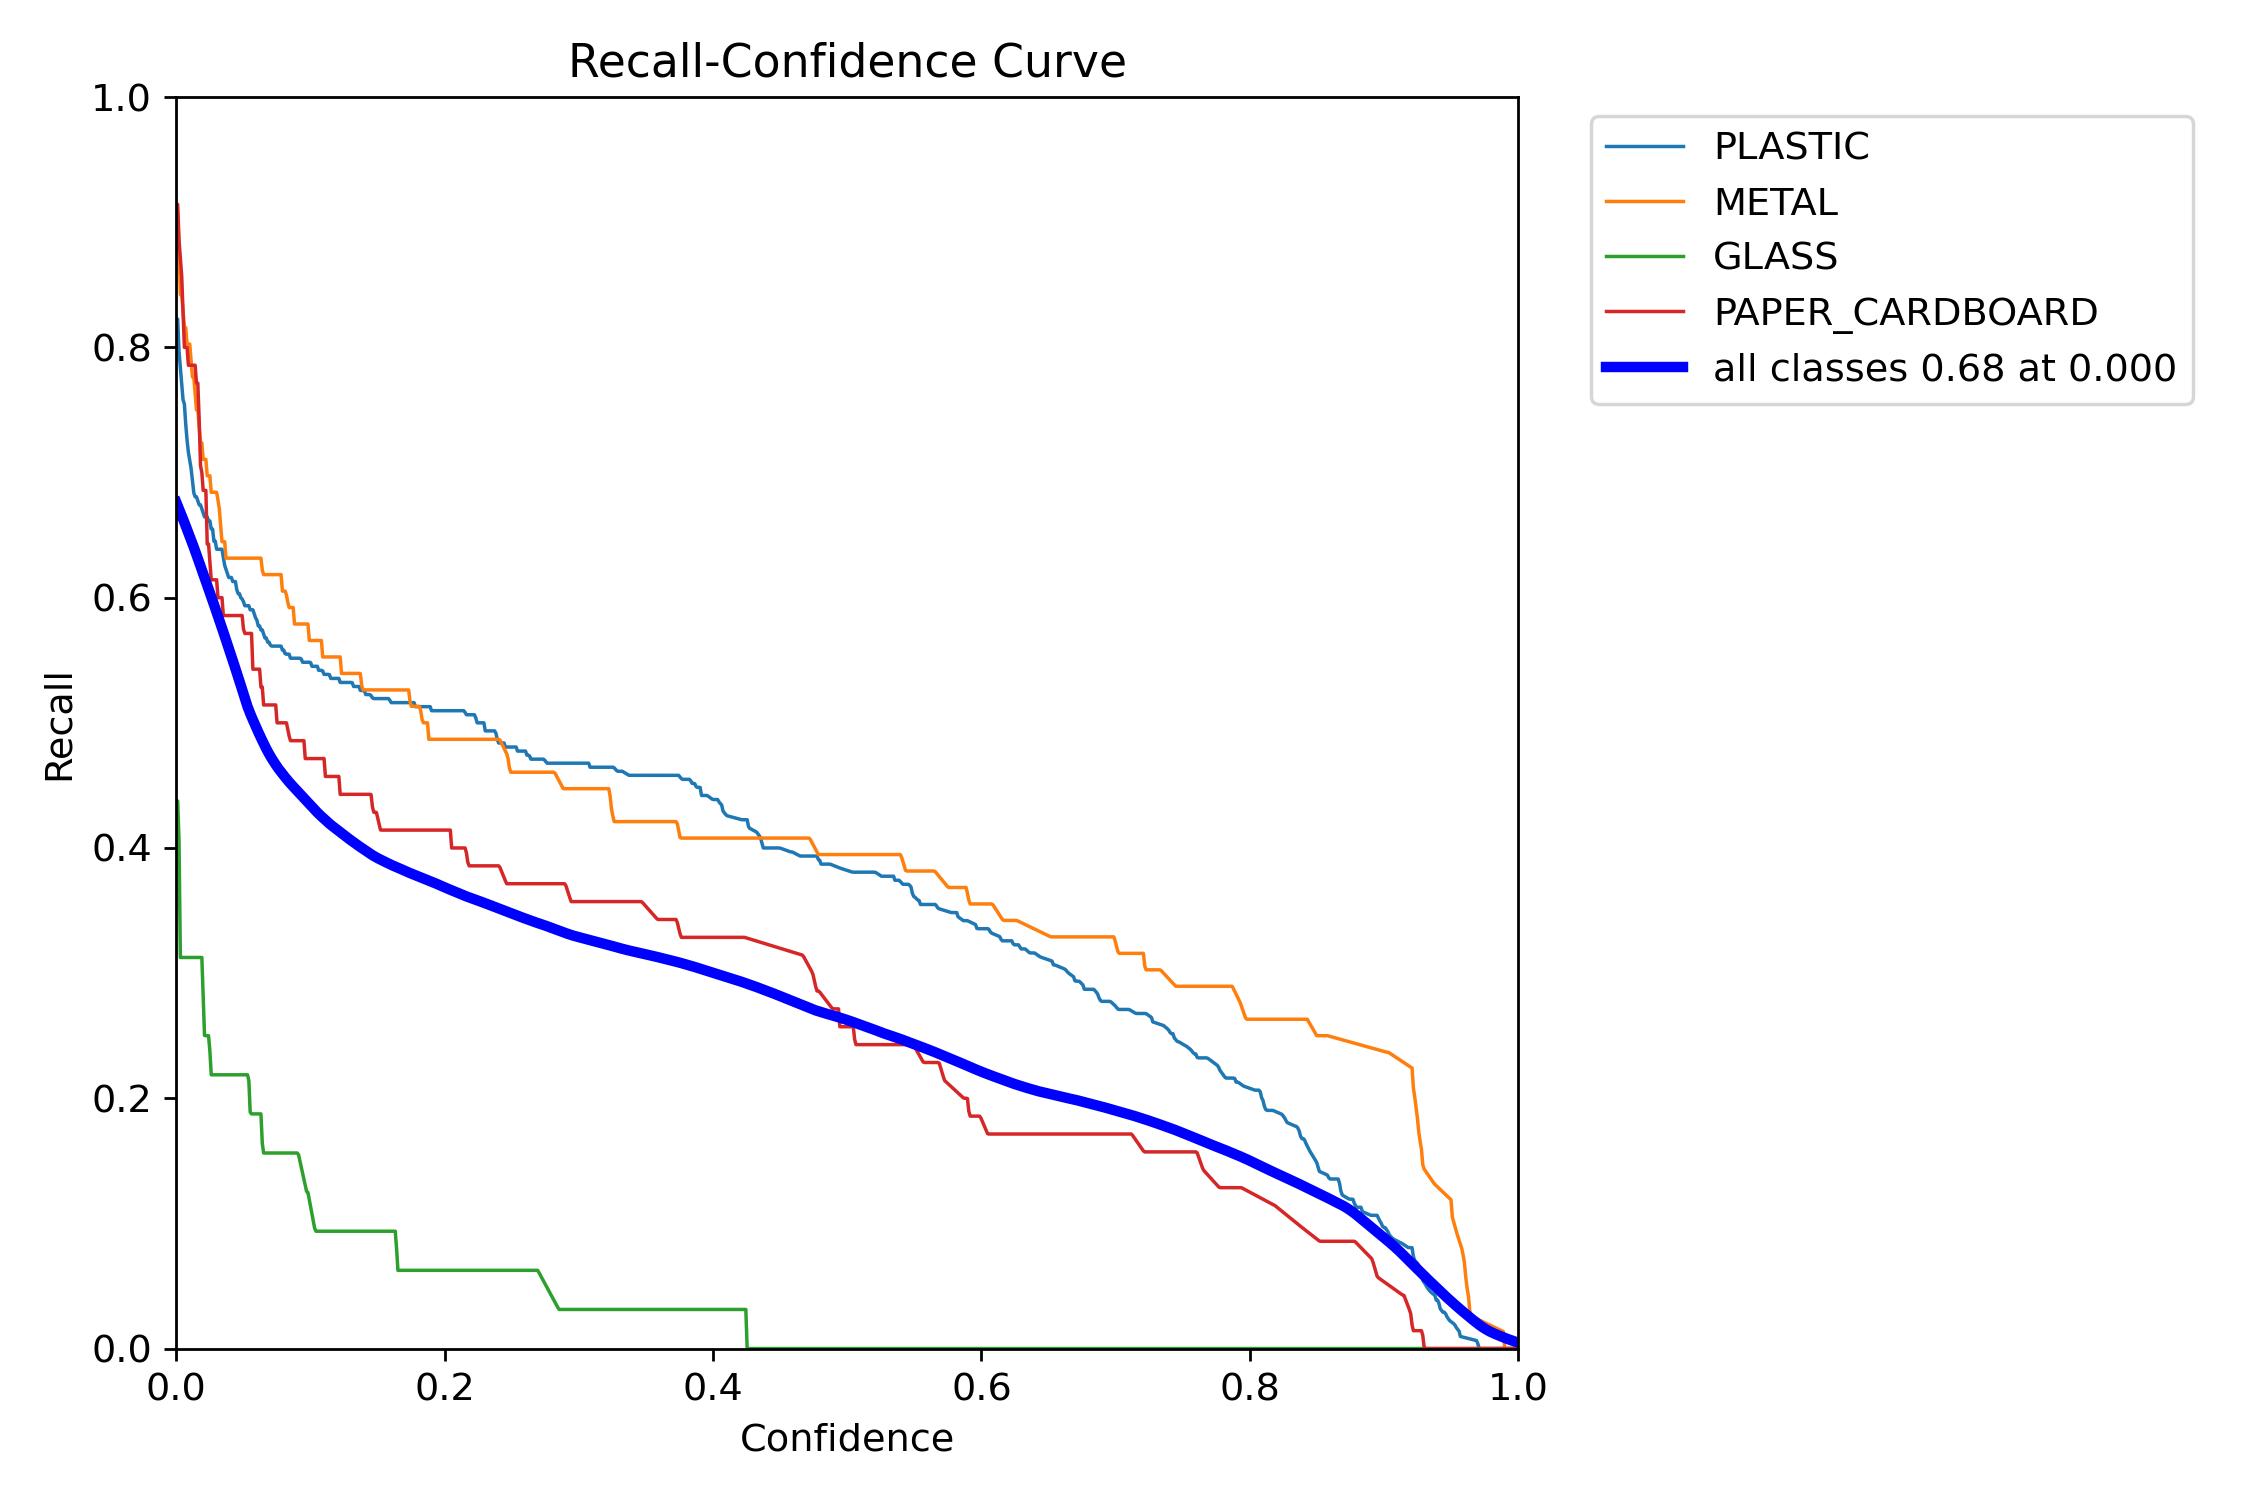 Recall-Confidence Curve
1.0
0.8
0.6
0.4
0.2
0.0
Recall
0.0 0.2 0.4 0.6 0.8 1.0
Confidence
PLASTIC
METAL
GLASS
PAPER_CARDBOARD
all classes 0.68 at 0.000